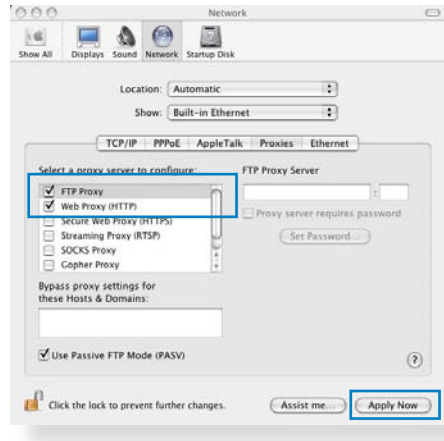 Network
Show All Displays Sound Network Startup Disk
Location: Automatic
Show: Built-in Ethernet
TCP/IP PPPoE AppleTalk Proxies Ethernet
Select a proxy server to configure: FTP Proxy Server
FTP Proxy
:
Web Proxy (HTTP)
Proxy server requires password
Secure Web Proxy (HTTPS)
Streaming Proxy (RTSP) Set Password...
SOCKS Proxy
Gopher Proxy
Bypass proxy settings for
these Hosts & Domains:
Use Passive FTP Mode (PASV)
?
Click the lock to prevent further changes. Assist me... Apply Now